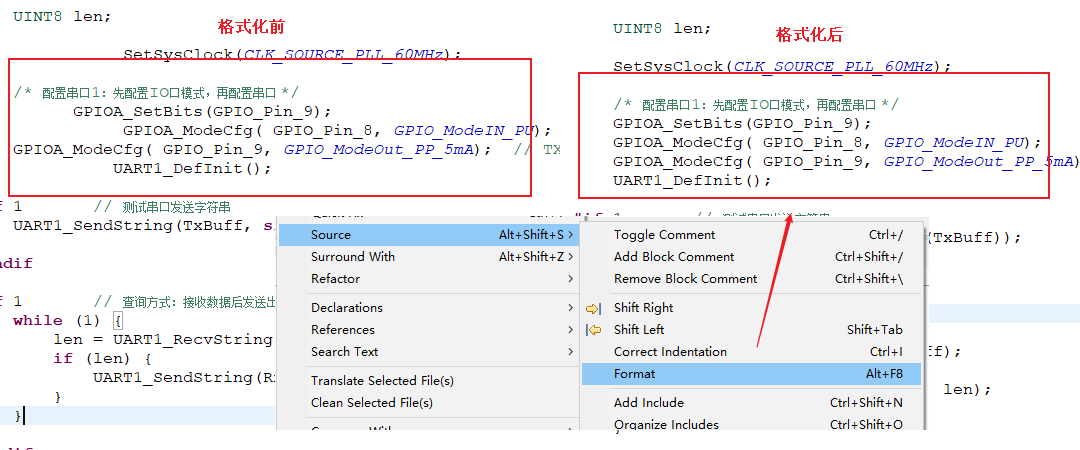 UINT8 len;
格式化前
SetSysClock(CLK_SOURCE_PLL_60MHz);
/* 配置串口1：先配置IO口模式，再配置串口 */
GPIOA_SetBits(GPIO_Pin_9);
GPIOA_ModeCfg( GPIO_Pin_8, GPIO_ModeIN_PU);
GPIOA_ModeCfg( GPIO_Pin_9, GPIO_ModeOut_PP_5mA);  // TX
UART1_DefInit();
f 1 // 测试串口发送字符串
UART1_SendString(TxBuff, s
ndif
f 1 // 查询方式：接收数据后发送出
while (1) {
len = UART1_RecvString
if (len) {
UART1_SendString(R
}
}
UINT8 len;
格式化后
SetSysClock(CLK_SOURCE_PLL_60MHz);
/* 配置串口1：先配置IO口模式，再配置串口 */
GPIOA_SetBits(GPIO_Pin_9);
GPIOA_ModeCfg( GPIO_Pin_8, GPIO_ModeIN_PU);
GPIOA_ModeCfg( GPIO_Pin_9, GPIO_ModeOut_PP_5mA)
UART1_DefInit();
(TxBuff));
ff);
len);
Source Alt+Shift+S >
Surround With Alt+Shift+Z >
Refactor >
Declarations >
References >
Search Text >
Translate Selected File(s)
Clean Selected File(s)
Toggle Comment Ctrl+/
Add Block Comment Ctrl+Shift+/
Remove Block Comment Ctrl+Shift+\
Shift Right
Shift Left Shift+Tab
Correct Indentation Ctrl+I
Format Alt+F8
Add Include Ctrl+Shift+N
Organize Includes Ctrl+Shift+O